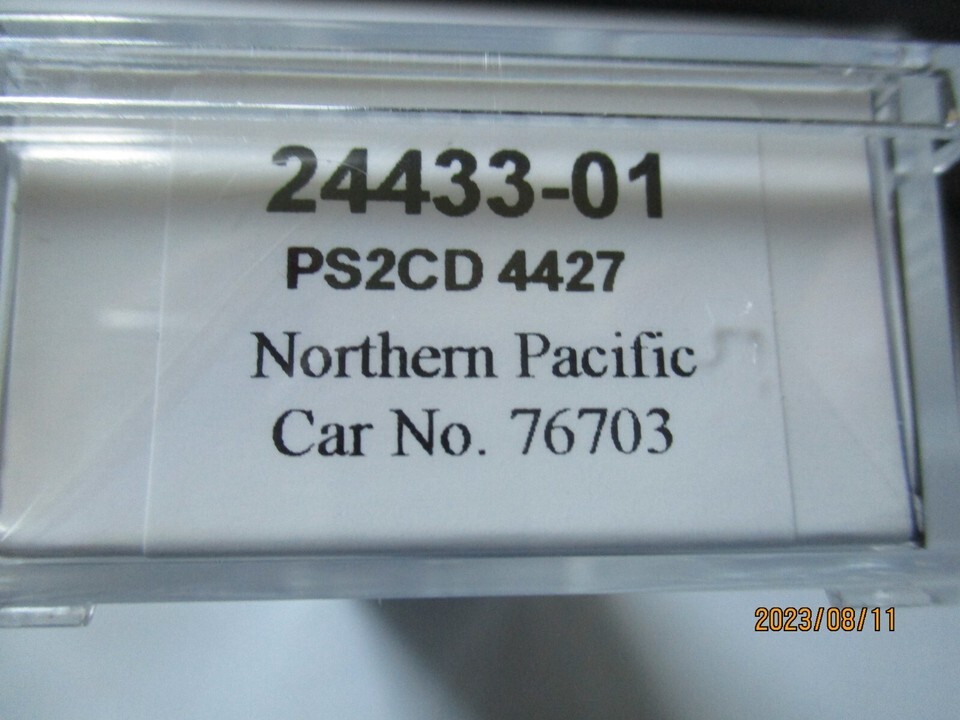 24433-01
PS2CD 4427
Northern Pacific
Car No. 76703
2023/08/11